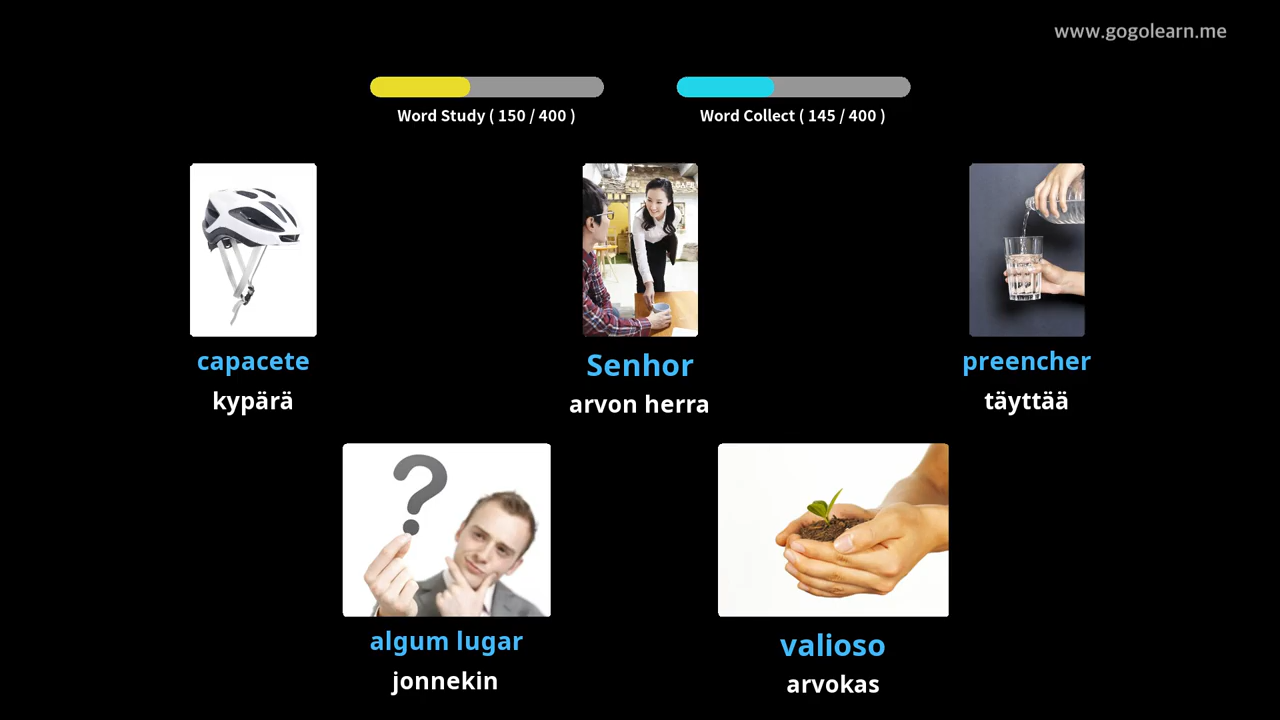 www.gogolearn.me
Word Study ( 150 / 400 )
Word Collect ( 145 / 400 )
capacete
kypärä
Senhor
arvon herra
preencher
täyttää
algum lugar
jonnekin
valioso
arvokas